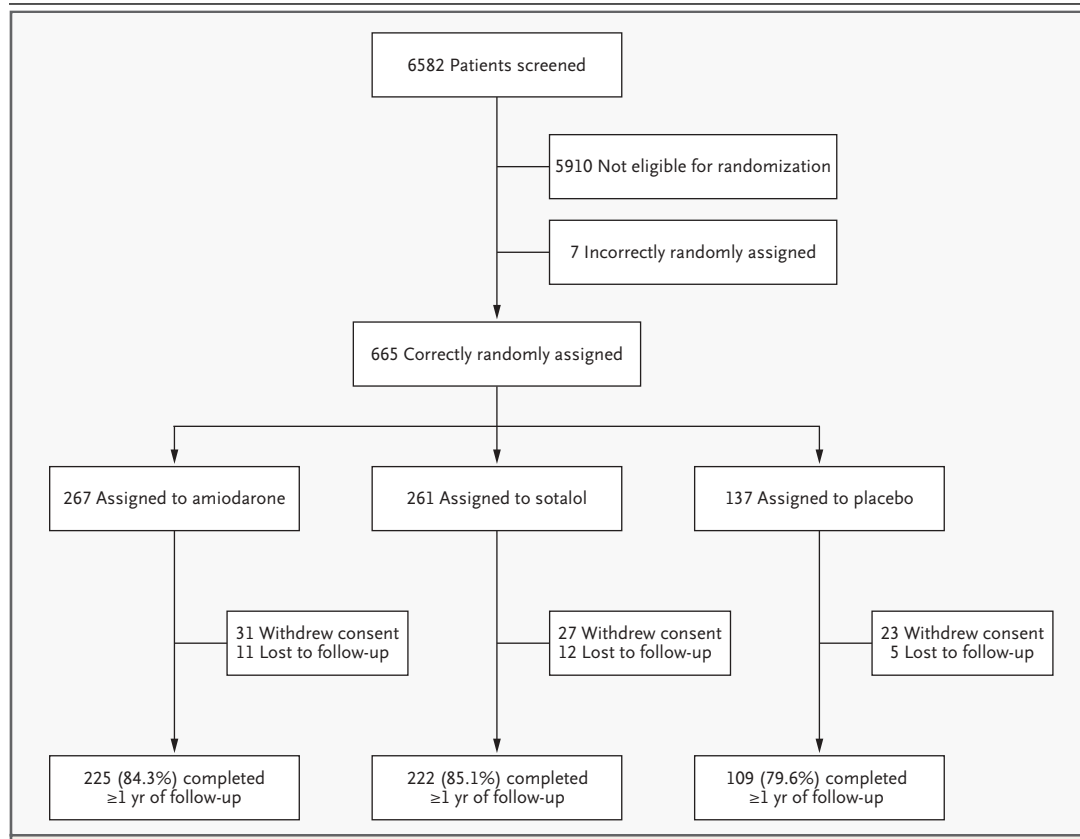 6582 Patients screened
5910 Not eligible for randomization
7 Incorrectly randomly assigned
665 Correctly randomly assigned
267 Assigned to amiodarone
261 Assigned to sotalol
137 Assigned to placebo
31 Withdrew consent
11 Lost to follow-up
27 Withdrew consent
12 Lost to follow-up
23 Withdrew consent
5 Lost to follow-up
225 (84.3%) completed
≥1 yr of follow-up
222 (85.1%) completed
≥1 yr of follow-up
109 (79.6%) completed
≥1 yr of follow-up